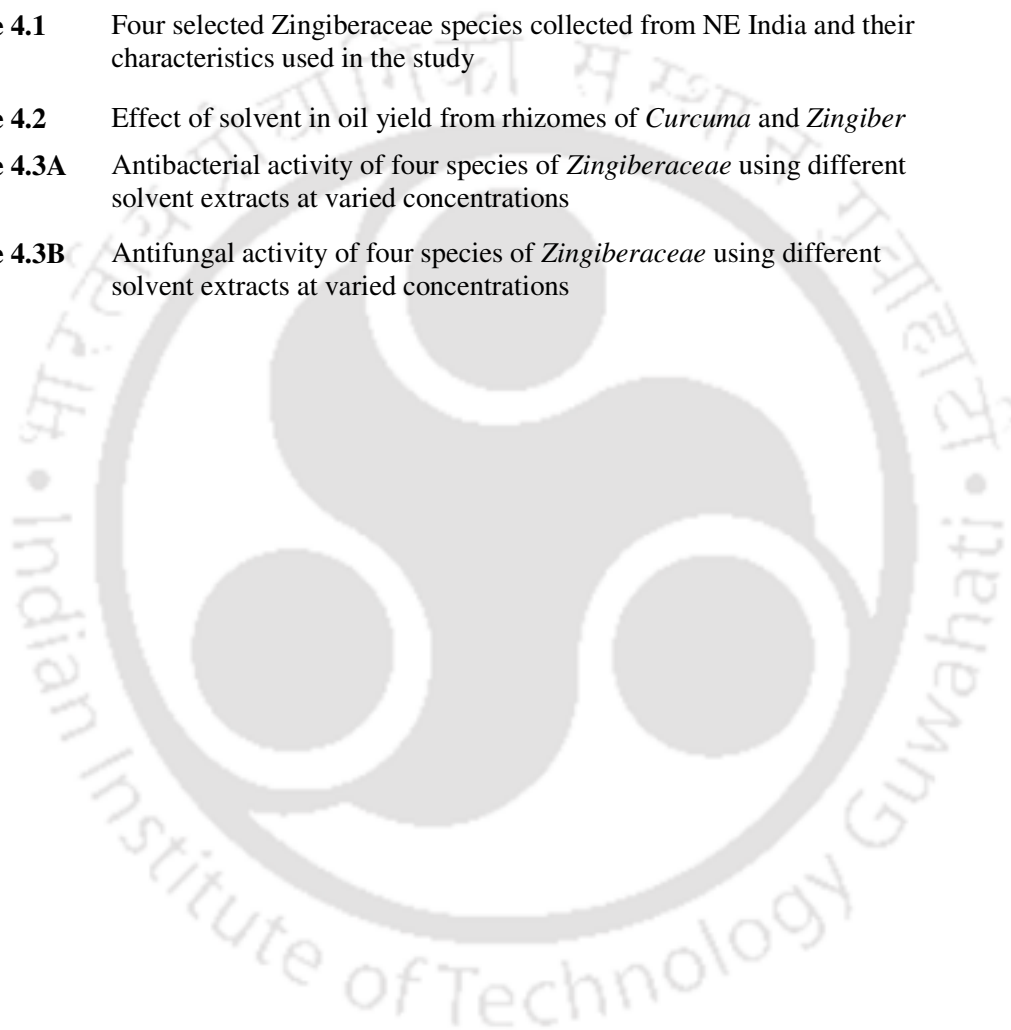 e 4.1 Four selected Zingiberaceae species collected from NE India and their
characteristics used in the study
e 4.2 Effect of solvent in oil yield from rhizomes of Curcuma and Zingiber
e 4.3A Antibacterial activity of four species of Zingiberaceae using different
solvent extracts at varied concentrations
e 4.3B Antifungal activity of four species of Zingiberaceae using different
solvent extracts at varied concentrations
Indian Institute of Technology Guwahati